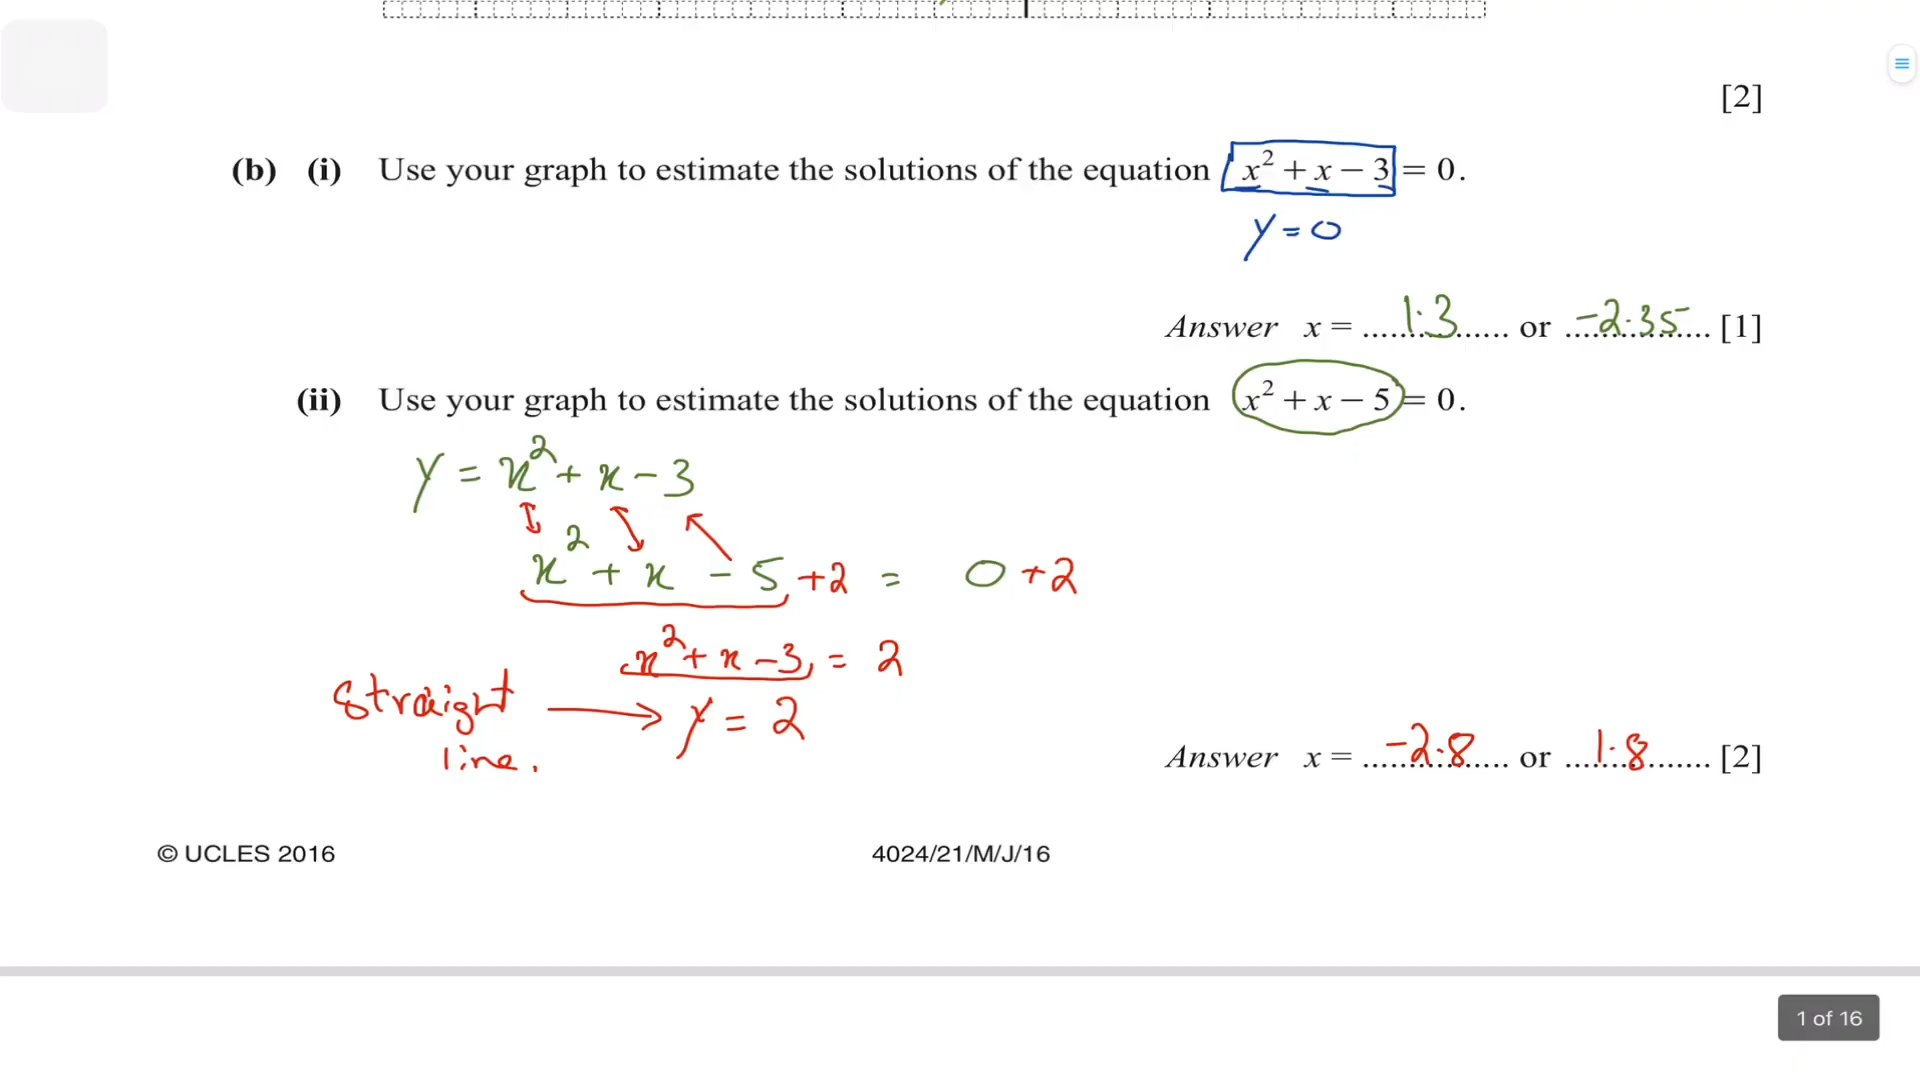 [2]
(b) (i) Use your graph to estimate the solutions of the equation x² + x − 3 = 0.
y = 0
Answer x = ....1.3.... or ....-2.35.... [1]
(ii) Use your graph to estimate the solutions of the equation x² + x − 5 = 0.
y = x² + x - 3
x² + x - 5 + 2 = 0 + 2
x² + x - 3 = 2
straight → y = 2
line.
Answer x = ....-2.8.... or ....1.8.... [2]
© UCLES 2016 4024/21/M/J/16
1 of 16